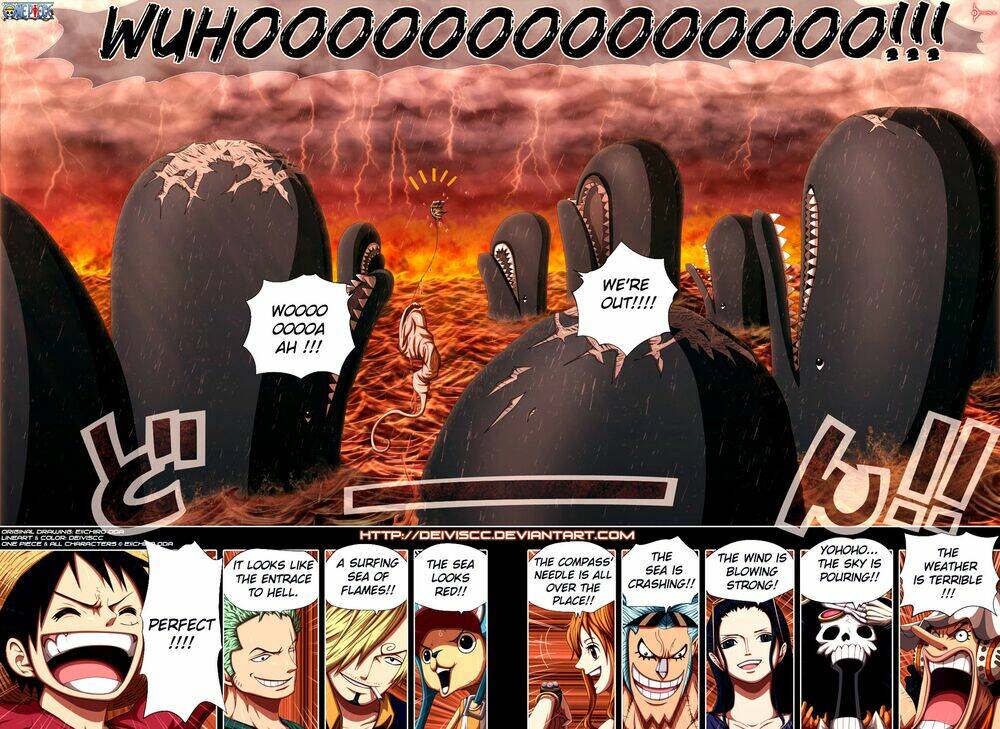 ONE PIECE
WUHOOOOOOOOOOOOOOOO!!!
WOOOO
OOOOA
AH !!!
WE'RE
OUT!!!!
ど ー ん !!
ORIGINAL DRAWING: EIICHIRO ODA
LINEART & COLOR: DEIVISCC
ONE PIECE & ALL CHARACTERS © EIICHIRO ODA
HTTP://DEIVISCC.DEVIANTART.COM
PERFECT
!!!!
IT LOOKS LIKE
THE ENTRACE
TO HELL.
A SURFING
SEA OF
FLAMES!!
THE SEA
LOOKS
RED!!
THE COMPASS'
NEEDLE IS ALL
OVER THE
PLACE!!
THE
SEA IS
CRASHING!!
THE WIND IS
BLOWING
STRONG!
YOHOHO...
THE SKY IS
POURING!!
THE
WEATHER
IS TERRIBLE
!!!